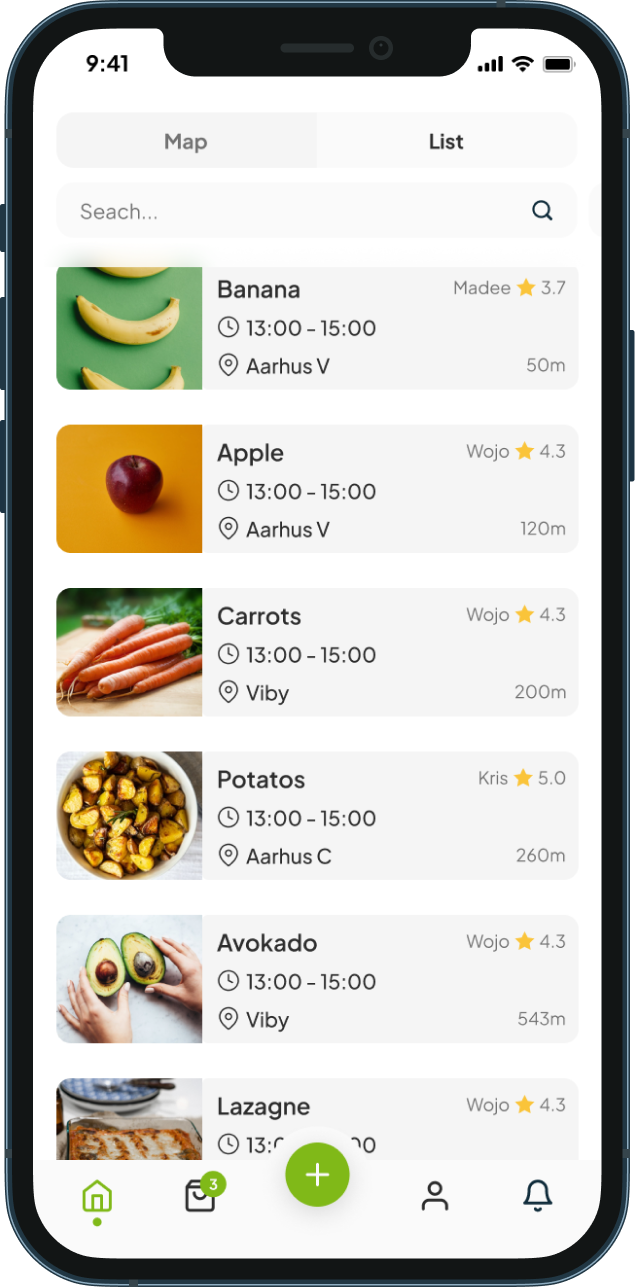 9:41
Map
List
Seach...
Banana
Madee 3.7
13:00 - 15:00
Aarhus V
50m
Apple
Wojo 4.3
13:00 - 15:00
Aarhus V
120m
Carrots
Wojo 4.3
13:00 - 15:00
Viby
200m
Potatos
Kris 5.0
13:00 - 15:00
Aarhus C
260m
Avokado
Wojo 4.3
13:00 - 15:00
Viby
543m
Lazagne
Wojo 4.3
3